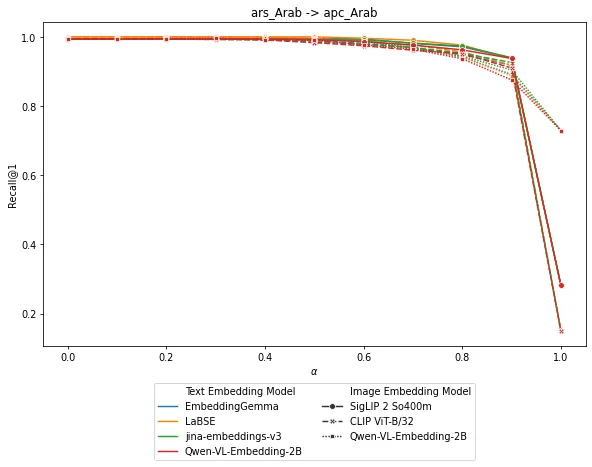 ars_Arab -> apc_Arab
Recall@1
1.0
0.8
0.6
0.4
0.2
0.0 0.2 0.4 0.6 0.8 1.0
α
Text Embedding Model
EmbeddingGemma
LaBSE
jina-embeddings-v3
Qwen-VL-Embedding-2B
Image Embedding Model
SigLIP 2 So400m
CLIP ViT-B/32
Qwen-VL-Embedding-2B